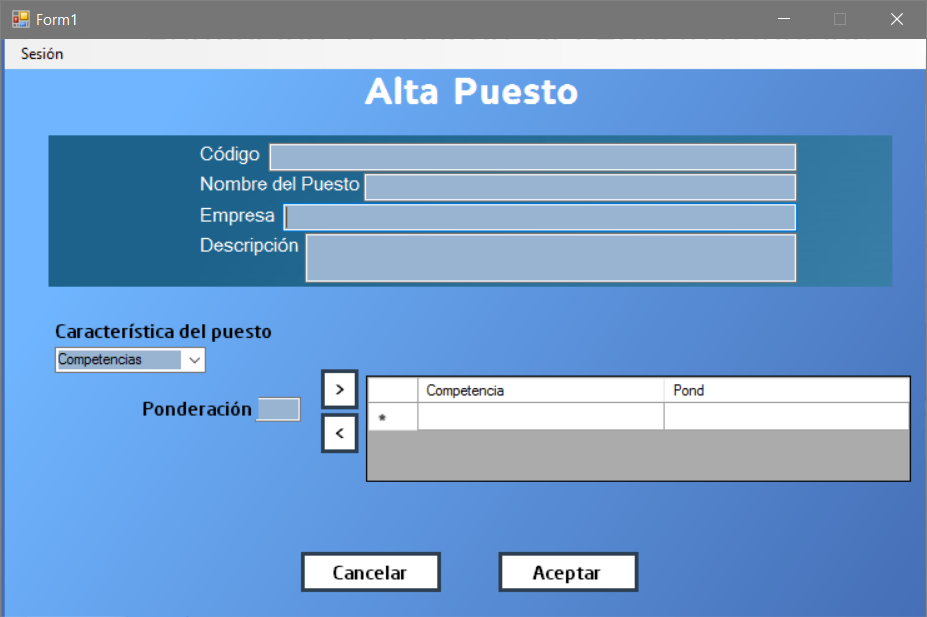 Form1
Sesión
Alta Puesto
Código
Nombre del Puesto
Empresa
Descripción
Característica del puesto
Competencias
Ponderación
>
<
Competencia Pond
*
Cancelar Aceptar